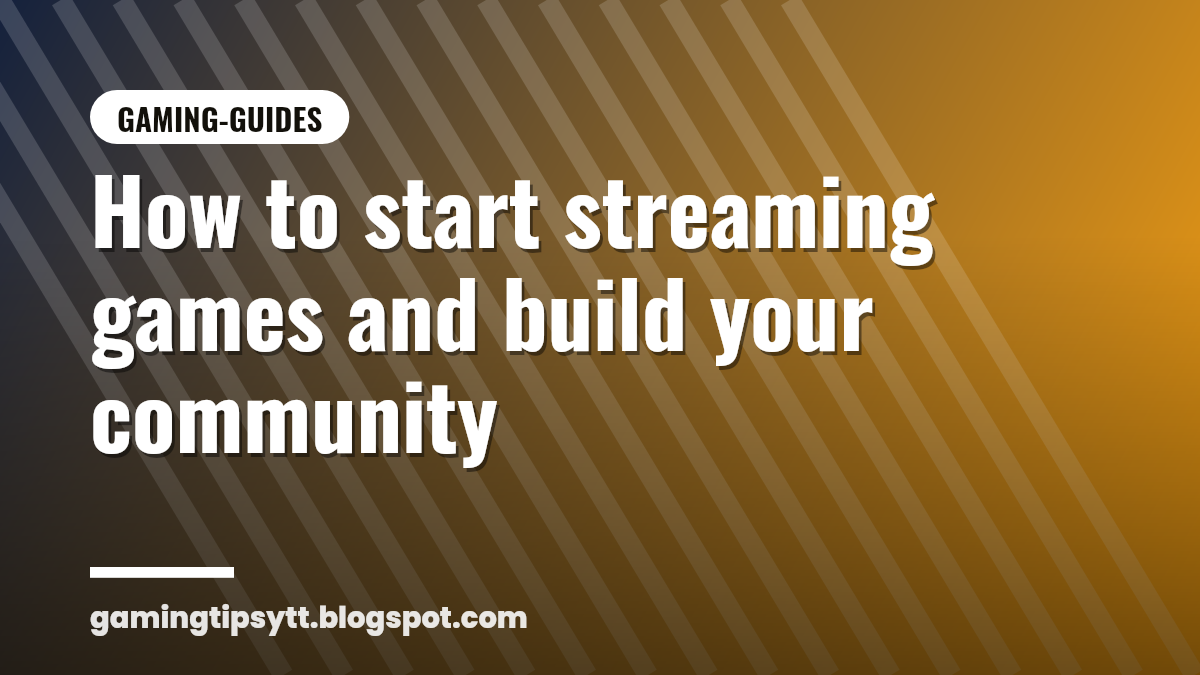 GAMING-GUIDES
How to start streaming
games and build your
community
gamingtipsytt.blogspot.com